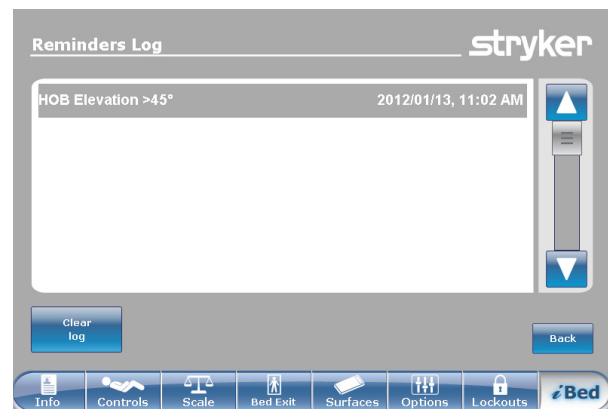 Reminders Log
stryker
HOB Elevation >45° 2012/01/13, 11:02 AM
Clear
log
Back
Info Controls Scale Bed Exit Surfaces Options Lockouts iBed